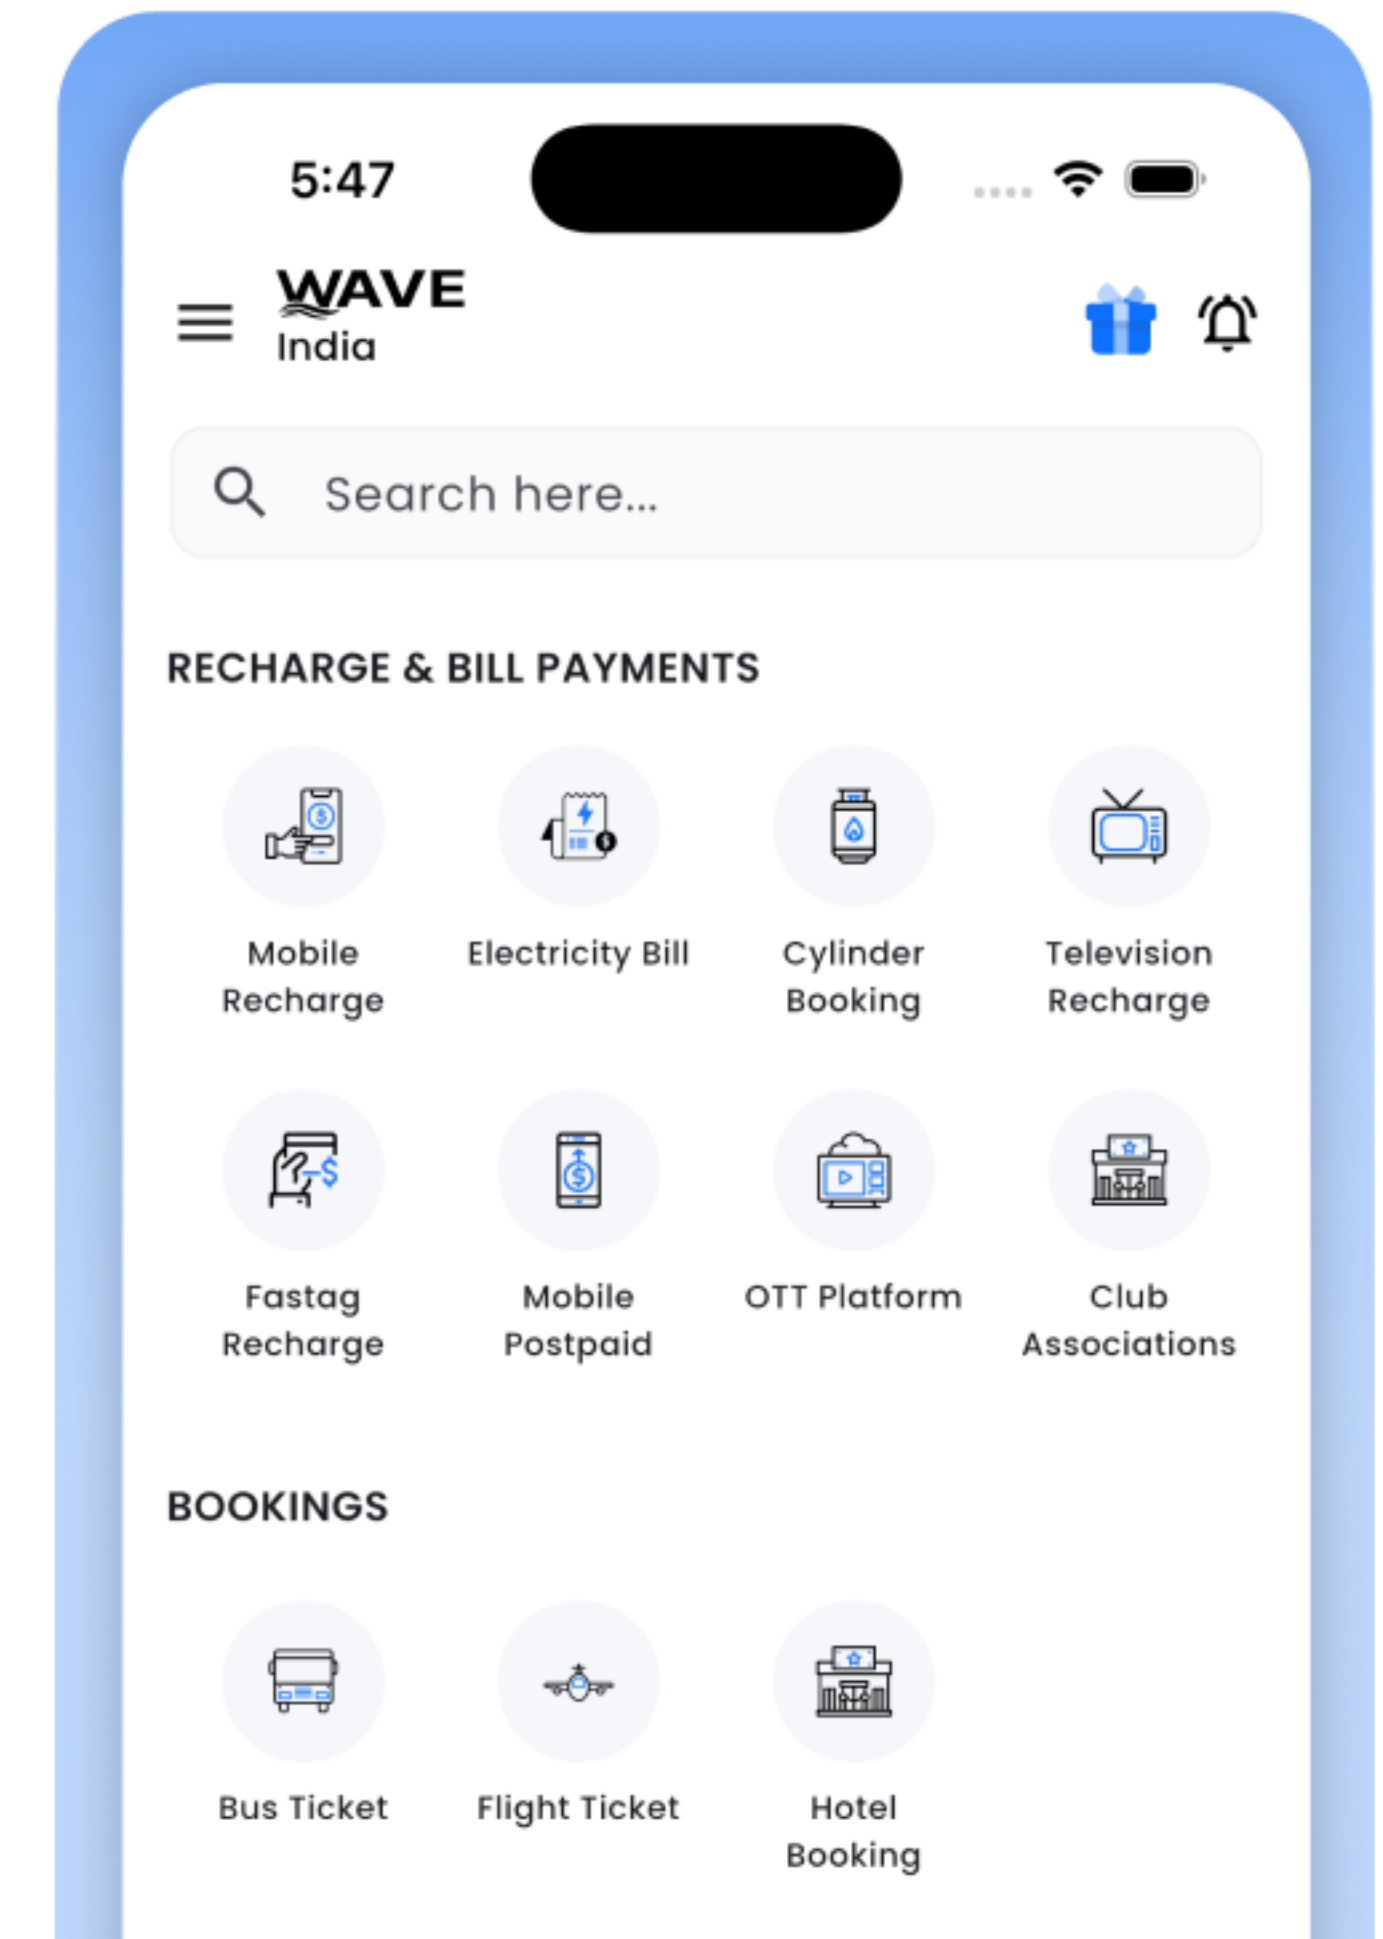 5:47
WAVE
India
Search here...
RECHARGE & BILL PAYMENTS
Mobile
Recharge
Electricity Bill
Cylinder
Booking
Television
Recharge
Fastag
Recharge
Mobile
Postpaid
OTT Platform
Club
Associations
BOOKINGS
Bus Ticket
Flight Ticket
Hotel
Booking